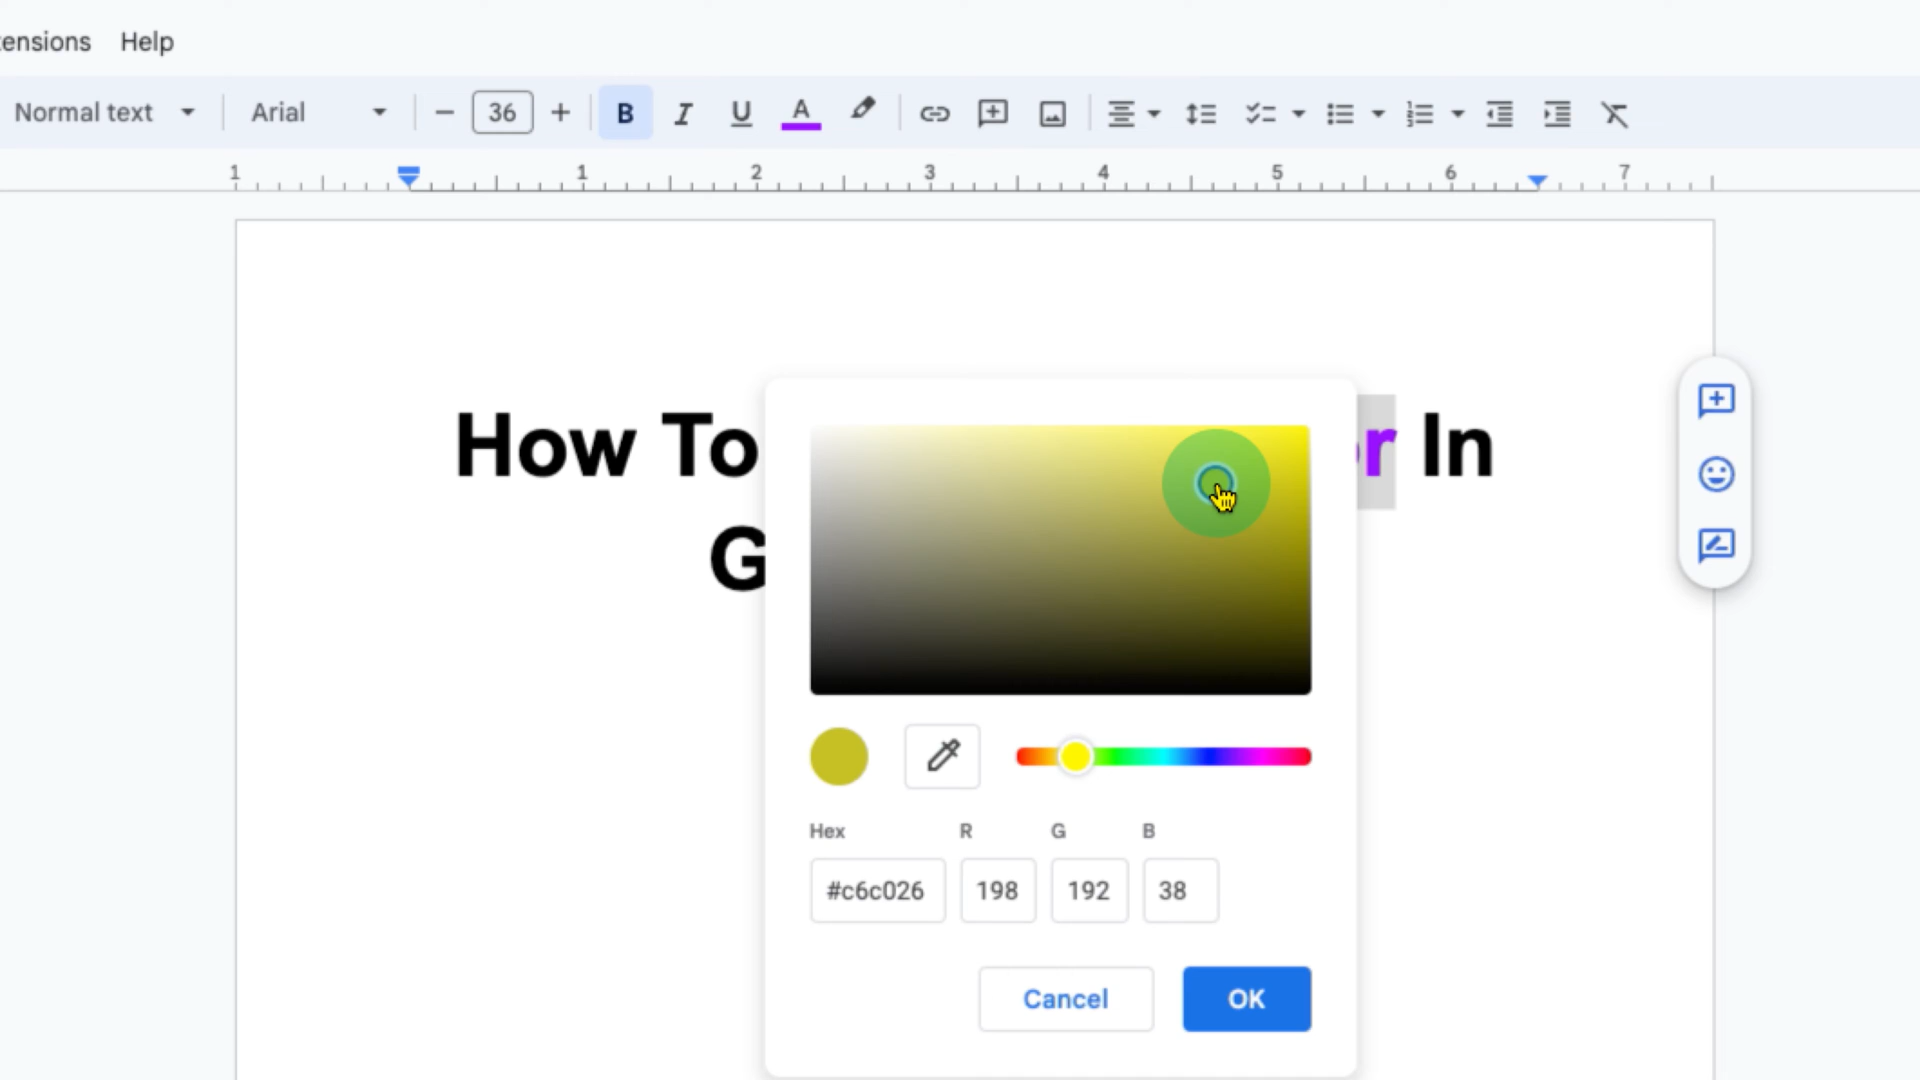 tensions Help
Normal text Arial 36 B I U A
1 1 2 3 4 5 6 7
How To r In
G
Hex R G B
#c6c026 198 192 38
Cancel OK